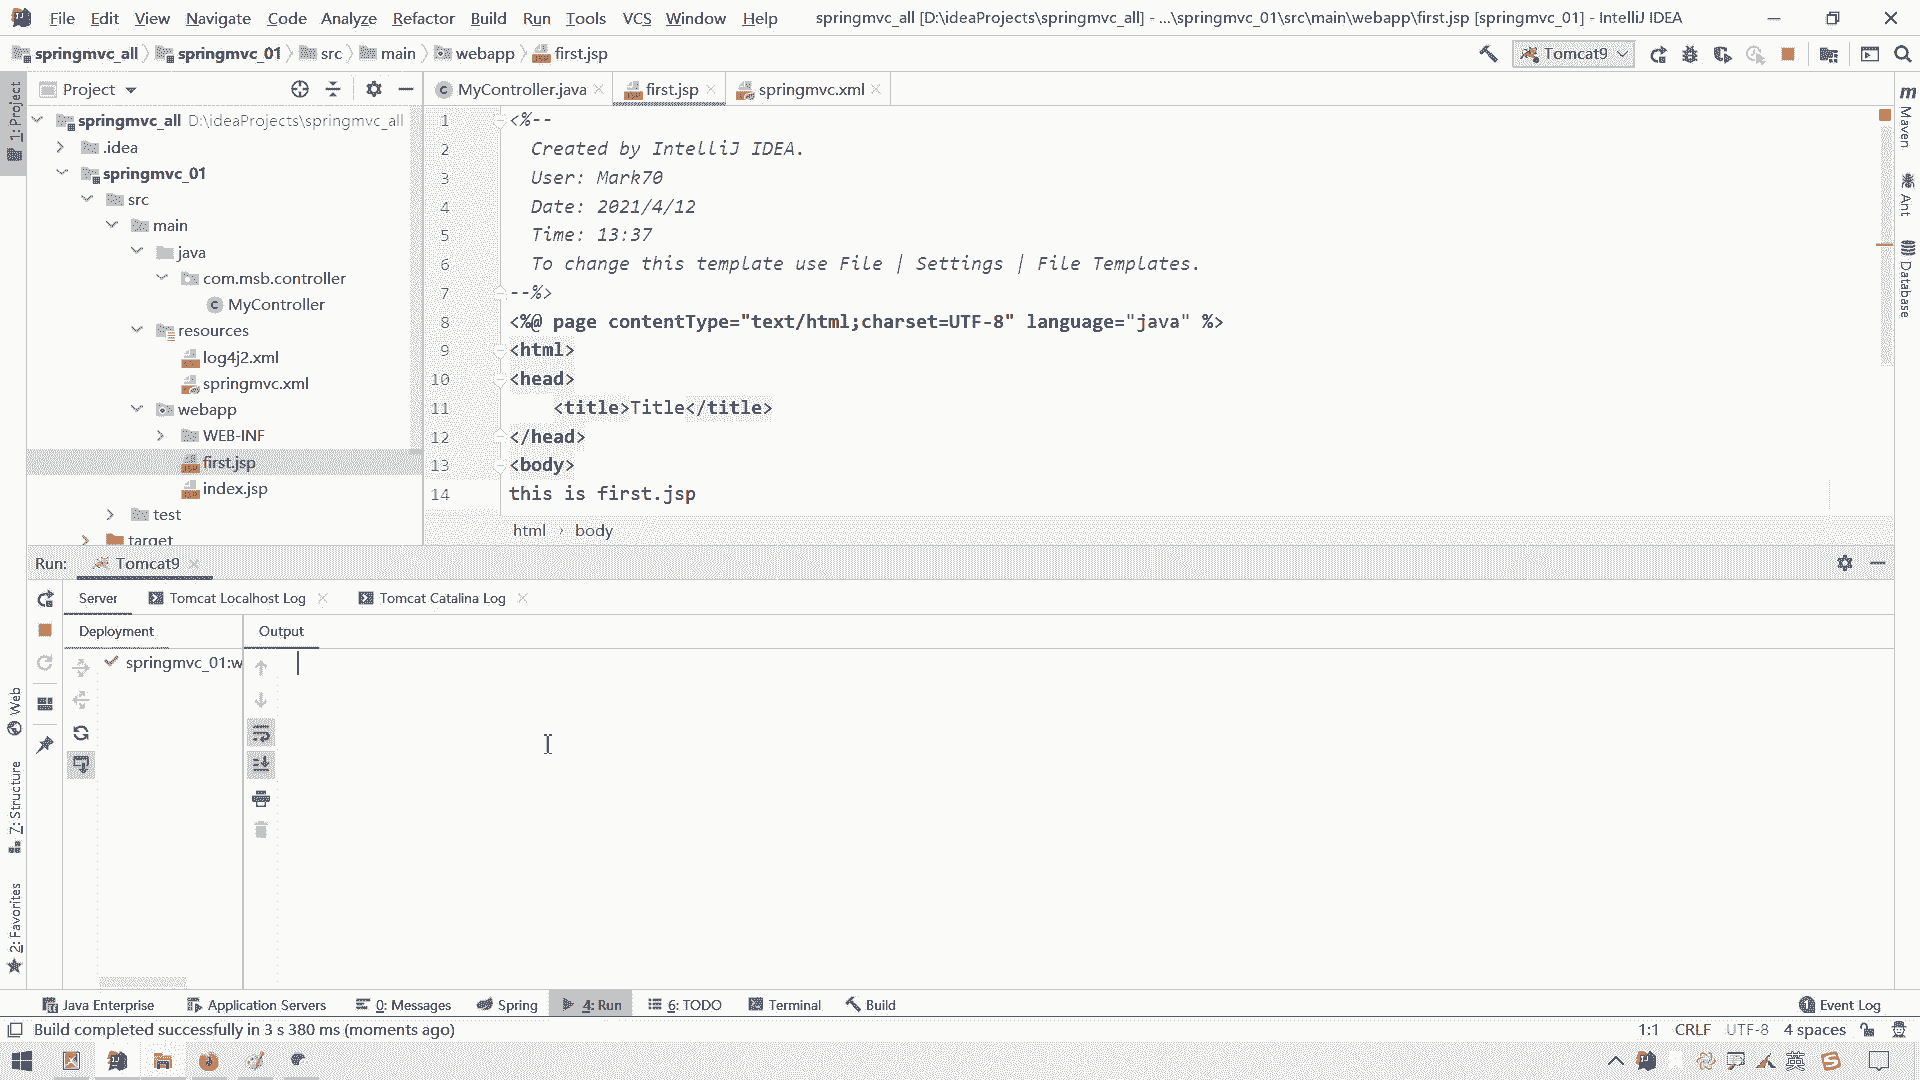 File Edit View Navigate Code Analyze Refactor Build Run Tools VCS Window Help springmvc_all [D:\ideaProjects\springmvc_all] - ...\springmvc_01\src\main\webapp\first.jsp [springmvc_01] - IntelliJ IDEA
springmvc_all springmvc_01 src main webapp first.jsp Tomcat9
Project MyController.java first.jsp springmvc.xml
springmvc_all D:\ideaProjects\springmvc_all
.idea
springmvc_01
src
main
java
com.msb.controller
MyController
resources
log4j2.xml
springmvc.xml
webapp
WEB-INF
first.jsp
index.jsp
test
target
1 <%--
2 Created by IntelliJ IDEA.
3 User: Mark70
4 Date: 2021/4/12
5 Time: 13:37
6 To change this template use File | Settings | File Templates.
7 --%>
8 <%@ page contentType="text/html;charset=UTF-8" language="java" %>
9 <html>
10 <head>
11 <title>Title</title>
12 </head>
13 <body>
14 this is first.jsp
html › body
1: Project
Web
7: Structure
2: Favorites
Maven
Ant
Database
Run: Tomcat9
Server Tomcat Localhost Log Tomcat Catalina Log
Deployment Output
springmvc_01:w
Java Enterprise Application Servers 0: Messages Spring 4: Run 6: TODO Terminal Build 1 Event Log
Build completed successfully in 3 s 380 ms (moments ago) 1:1 CRLF UTF-8 4 spaces
英